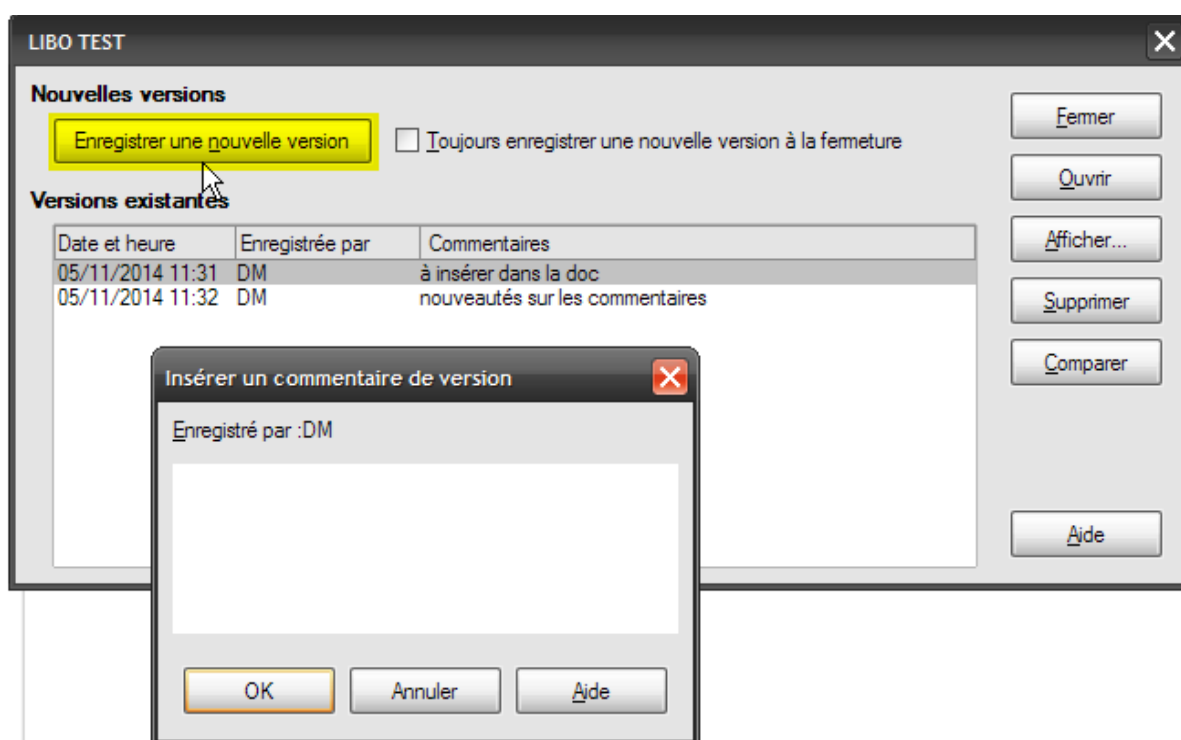 LIBO TEST
Nouvelles versions
Enregistrer une nouvelle version
Toujours enregistrer une nouvelle version à la fermeture
Versions existantes
Date et heure Enregistrée par Commentaires
05/11/2014 11:31 DM à insérer dans la doc
05/11/2014 11:32 DM nouveautés sur les commentaires
Fermer
Ouvrir
Afficher...
Supprimer
Comparer
Aide
Insérer un commentaire de version
Enregistré par :DM
OK Annuler Aide